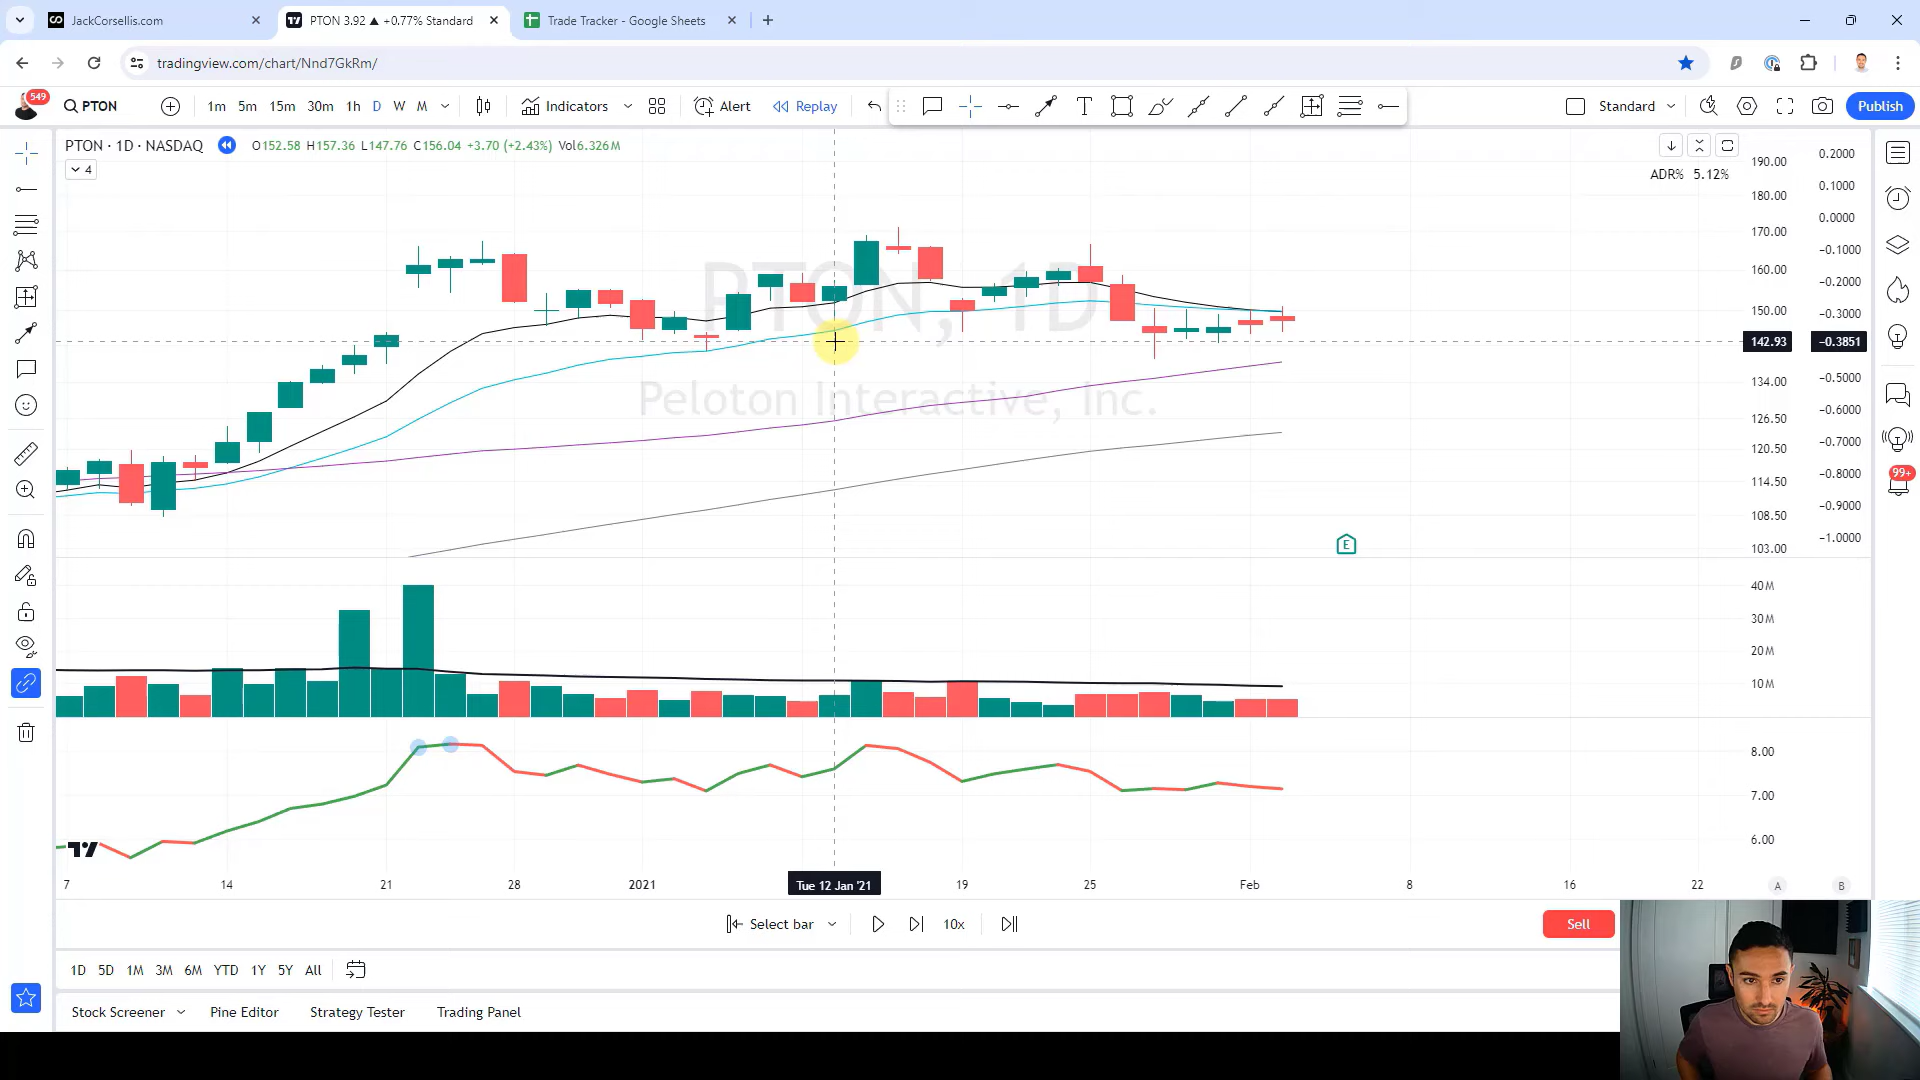 JackCorsellis.com
PTON 3.92 ▲ +0.77% Standard
Trade Tracker - Google Sheets
tradingview.com/chart/Nnd7GkRm/
549
PTON
1m 5m 15m 30m 1h D W M
Indicators
Alert
Replay
Standard
Publish
PTON · 1D · NASDAQ
O152.58 H157.36 L147.76 C156.04 +3.70 (+2.43%) Vol6.326M
4
ADR% 5.12%
PTON, 1D
Peloton Interactive, Inc.
190.00
180.00
170.00
160.00
150.00
142.93
134.00
126.50
120.50
114.50
108.50
103.00
0.2000
0.1000
0.0000
−0.1000
−0.2000
−0.3000
−0.3851
−0.5000
−0.6000
−0.7000
−0.8000
−0.9000
−1.0000
99+
E
40M
30M
20M
10M
8.00
7.00
6.00
7 14 21 28 2021 Tue 12 Jan '21 19 25 Feb 8 16 22
A B
Select bar
10x
Sell
1D 5D 1M 3M 6M YTD 1Y 5Y All
Stock Screener
Pine Editor
Strategy Tester
Trading Panel